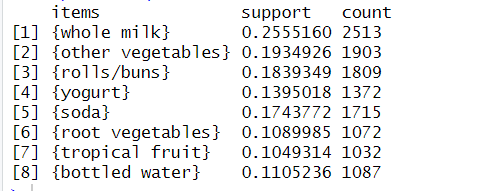 items support count
[1] {whole milk} 0.2555160 2513
[2] {other vegetables} 0.1934926 1903
[3] {rolls/buns} 0.1839349 1809
[4] {yogurt} 0.1395018 1372
[5] {soda} 0.1743772 1715
[6] {root vegetables} 0.1089985 1072
[7] {tropical fruit} 0.1049314 1032
[8] {bottled water} 0.1105236 1087